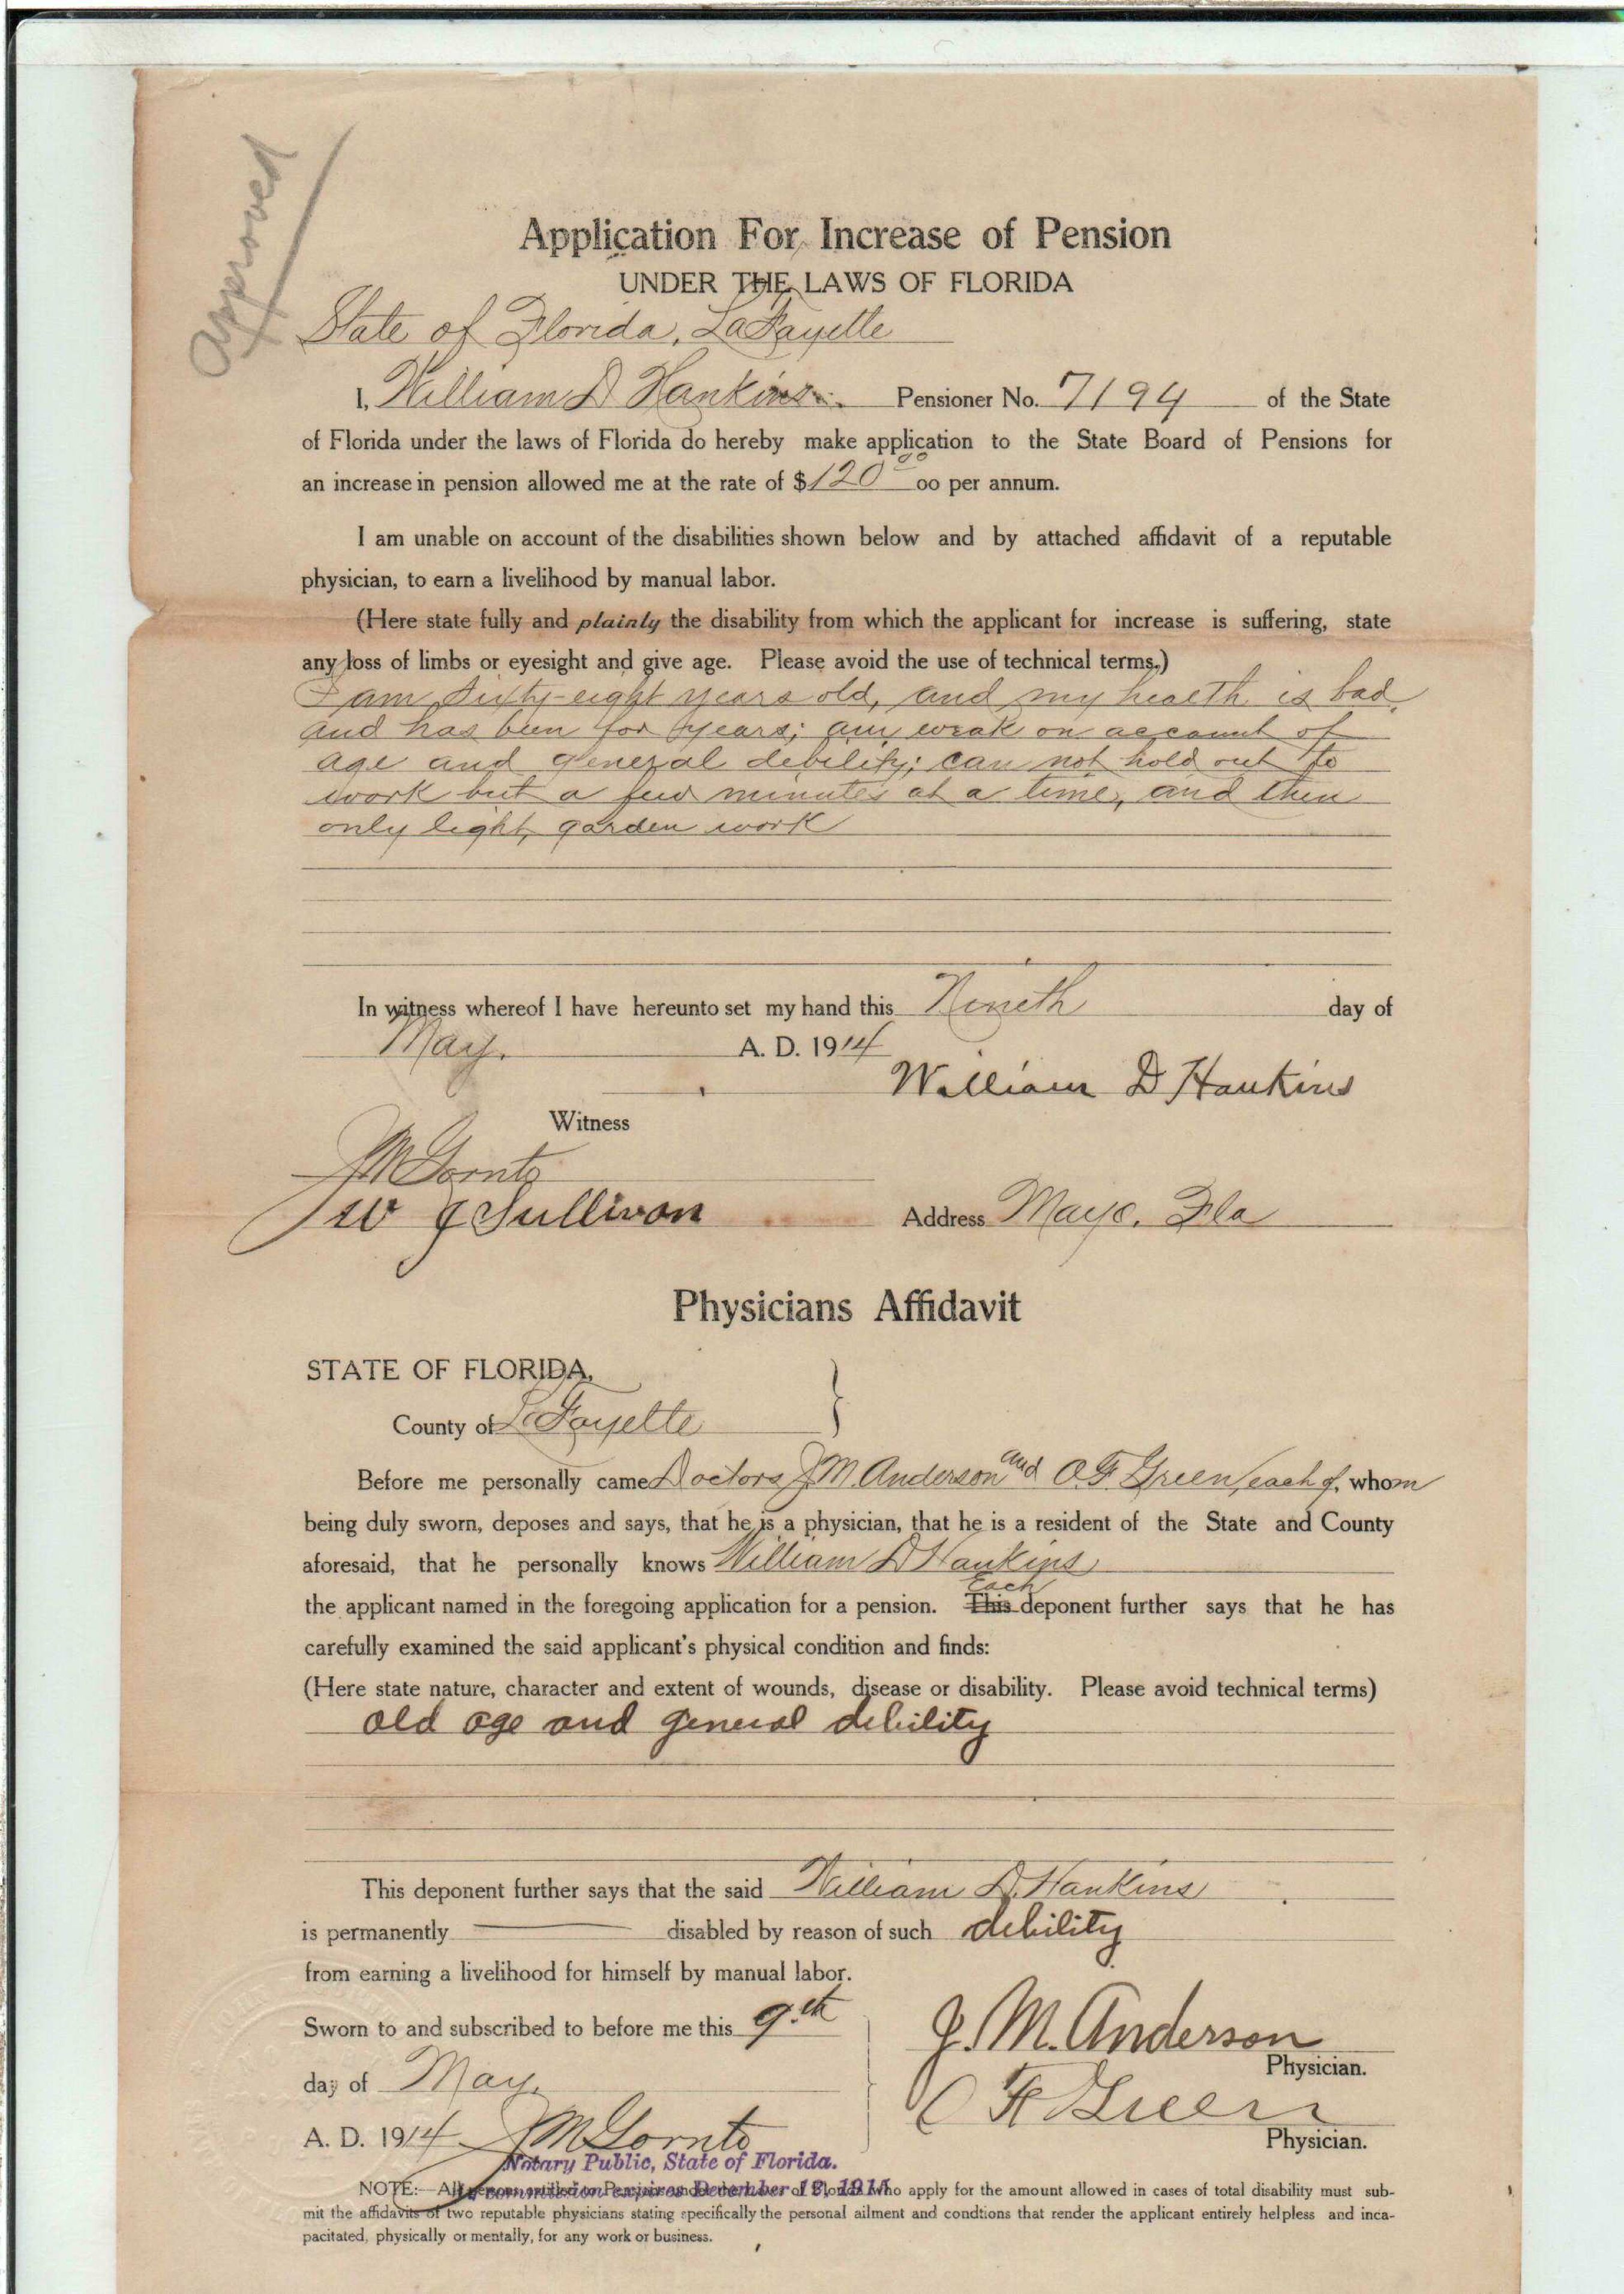 Approved
Application For Increase of Pension
UNDER THE LAWS OF FLORIDA
State of Florida, LaFayette
I, William D Hankins. Pensioner No. 7194 of the State
of Florida under the laws of Florida do hereby make application to the State Board of Pensions for
an increase in pension allowed me at the rate of $ 120 00 oo per annum.
I am unable on account of the disabilities shown below and by attached affidavit of a reputable
physician, to earn a livelihood by manual labor.
(Here state fully and plainly the disability from which the applicant for increase is suffering, state
any loss of limbs or eyesight and give age. Please avoid the use of technical terms.)
I am sixty-eight years old, and my health is bad,
and has been for years; am weak on account of
age and general debility; can not hold out to
work but a few minutes at a time, and then
only light garden work
In witness whereof I have hereunto set my hand this Nineth day of
May. A. D. 1914
William D Hankins
Witness
JM Gornto
W J Sullivan Address Mayo, Fla
Physicians Affidavit
STATE OF FLORIDA,
County of LaFayette }
Before me personally came Doctors J M Anderson and O. F. Green, each of, whom
being duly sworn, deposes and says, that he is a physician, that he is a resident of the State and County
aforesaid, that he personally knows William D Hankins
the applicant named in the foregoing application for a pension. This Each deponent further says that he has
carefully examined the said applicant's physical condition and finds:
(Here state nature, character and extent of wounds, disease or disability. Please avoid technical terms)
old age and general debility
This deponent further says that the said William D. Hankins
is permanently disabled by reason of such debility
from earning a livelihood for himself by manual labor.
Sworn to and subscribed to before me this 9th
day of May.
A. D. 1914 JM Gornto
J. M. Anderson
Physician.
O F Green
Physician.
Notary Public, State of Florida.
commission expires December 19,
NOTE:—All persons entitled to Pensions under the laws of Florida who apply for the amount allowed in cases of total disability must sub-
mit the affidavits of two reputable physicians stating specifically the personal ailment and condtions that render the applicant entirely helpless and inca-
pacitated, physically or mentally, for any work or business.